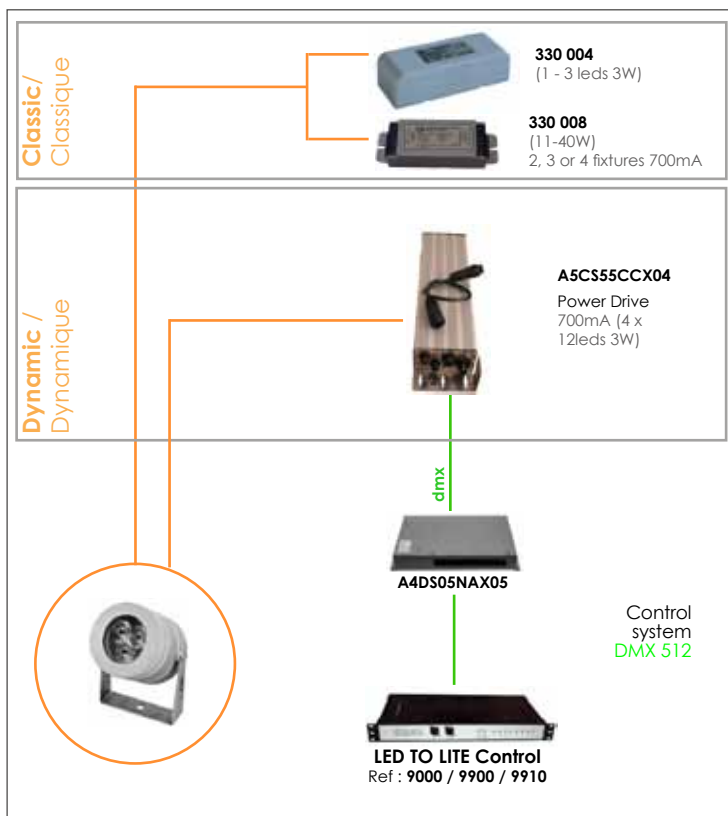 Classic/
Classique
330 004
(1 - 3 leds 3W)
330 008
(11-40W)
2, 3 or 4 fixtures 700mA
Dynamic /
Dynamique
A5CS55CCX04
Power Drive
700mA (4 x
12leds 3W)
dmx
A4DS05NAX05
Control
system
DMX 512
LED TO LITE Control
Ref : 9000 / 9900 / 9910